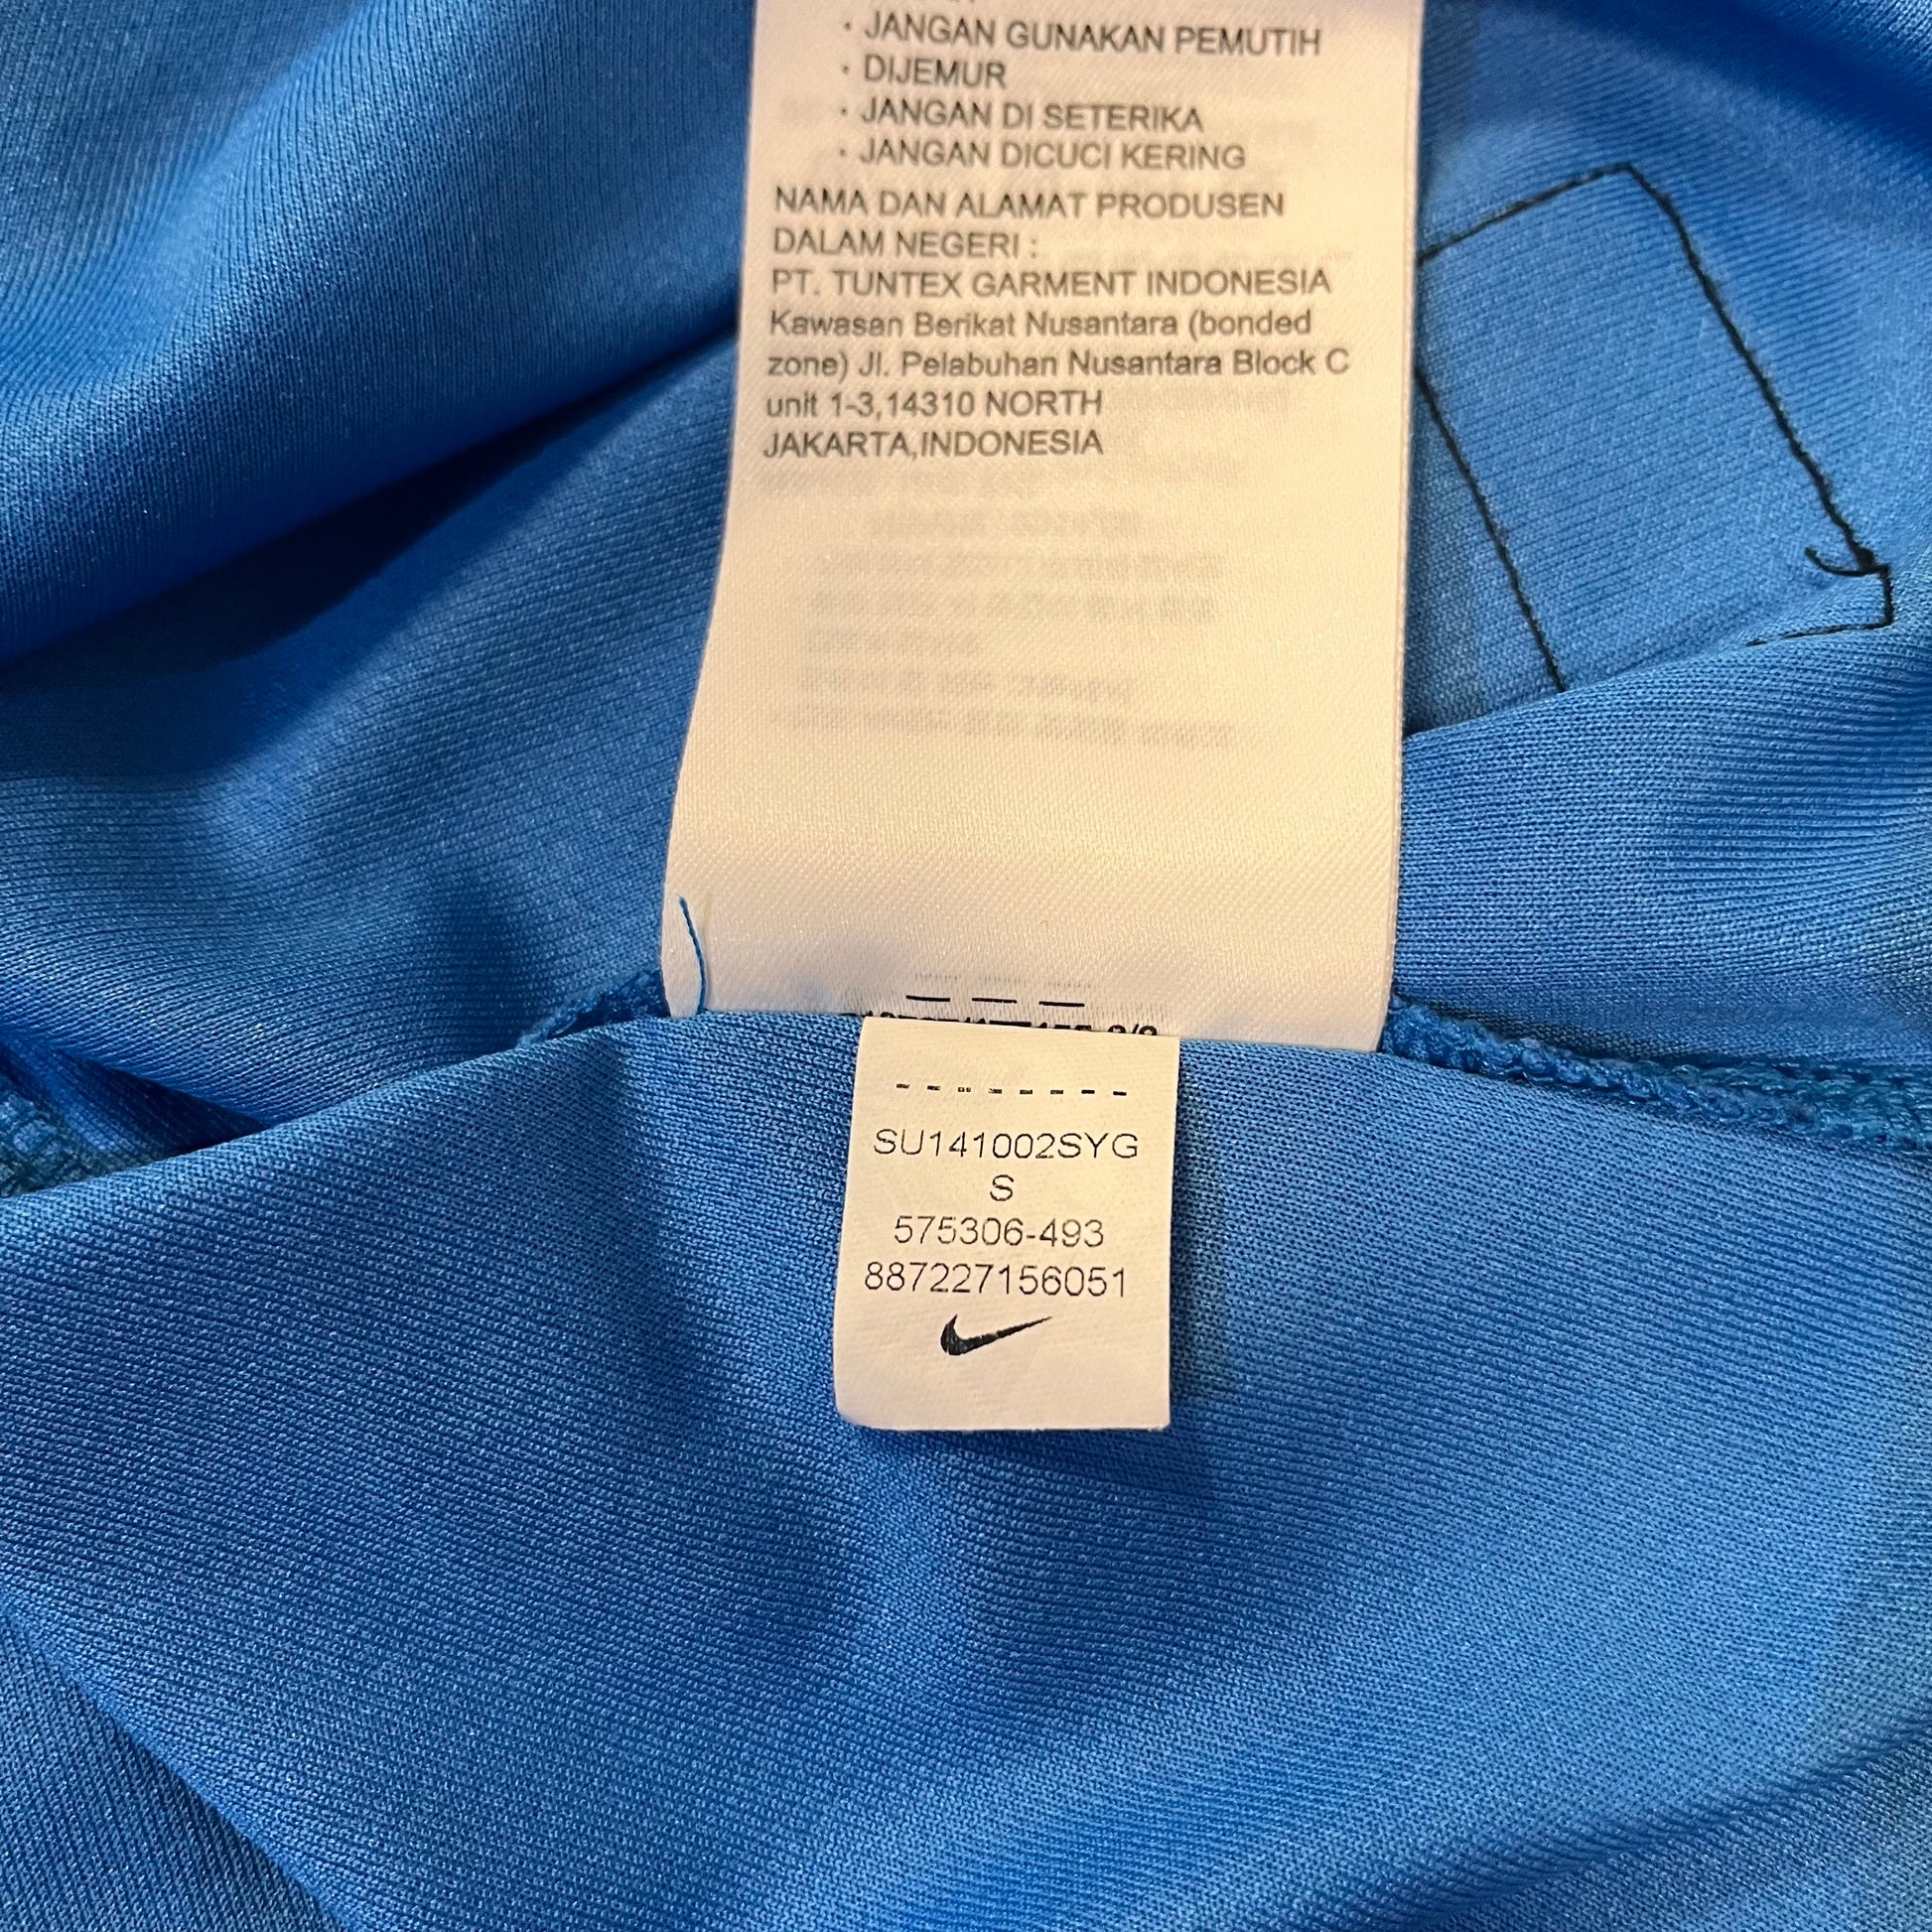 · JANGAN GUNAKAN PEMUTIH
· DIJEMUR
· JANGAN DI SETERIKA
· JANGAN DICUCI KERING
NAMA DAN ALAMAT PRODUSEN
DALAM NEGERI :
PT. TUNTEX GARMENT INDONESIA
Kawasan Berikat Nusantara (bonded
zone) Jl. Pelabuhan Nusantara Block C
unit 1-3,14310 NORTH
JAKARTA,INDONESIA
SU141002SYG
S
575306-493
887227156051